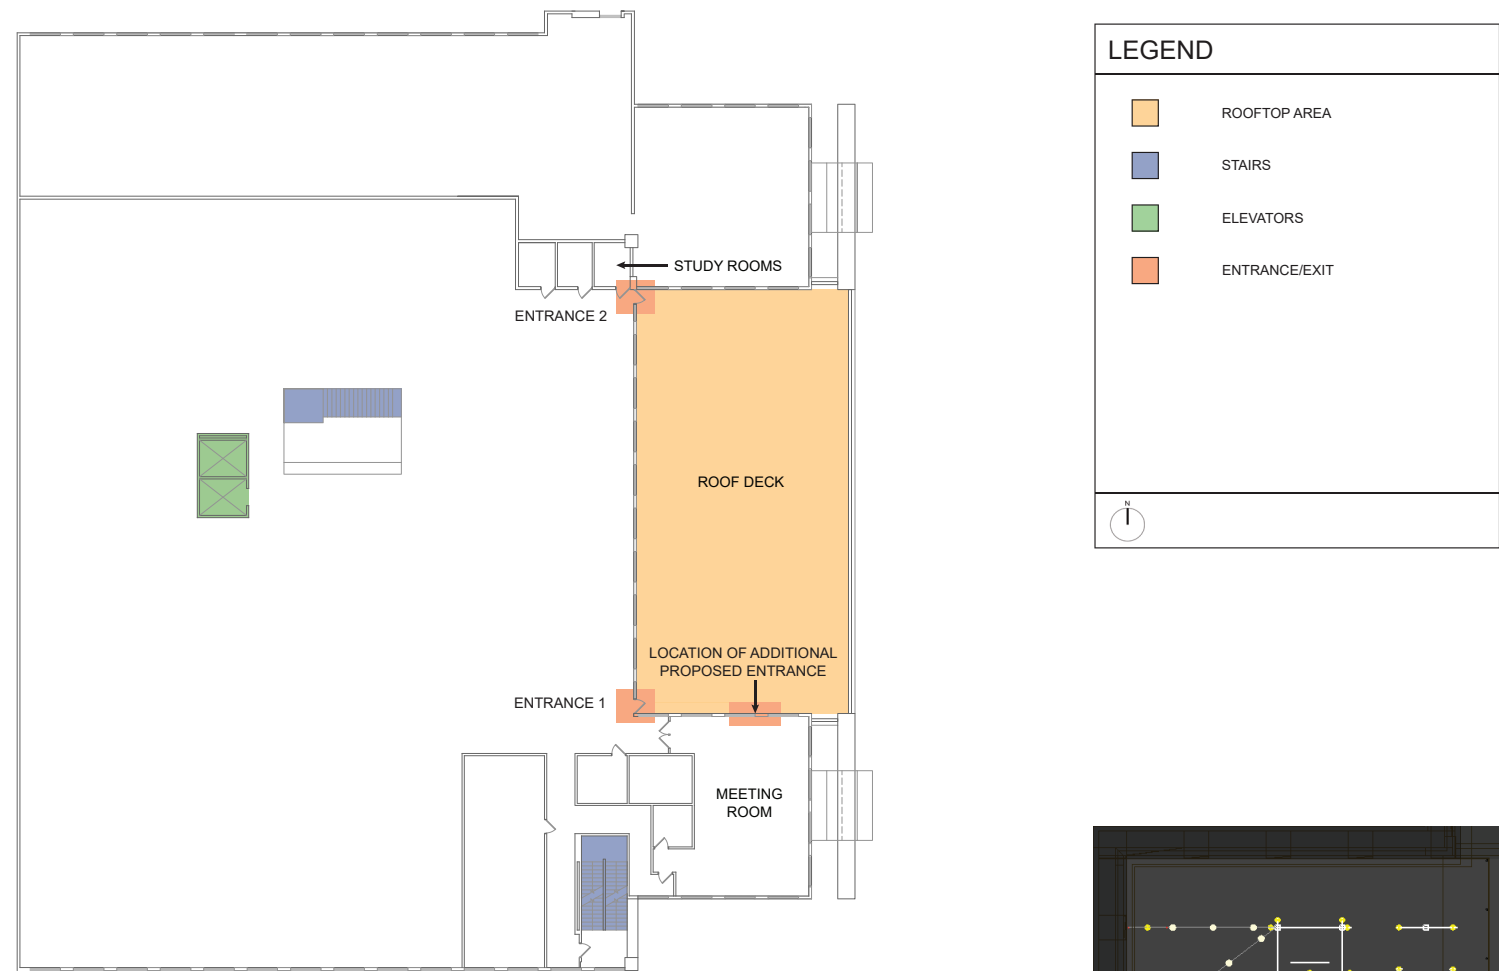 LEGEND
ROOFTOP AREA
STAIRS
ELEVATORS
ENTRANCE/EXIT
N
STUDY ROOMS
ENTRANCE 2
ROOF DECK
LOCATION OF ADDITIONAL
PROPOSED ENTRANCE
ENTRANCE 1
MEETING
ROOM